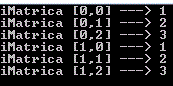 iMatrica [0,0] ---> 1
iMatrica [0,1] ---> 2
iMatrica [0,2] ---> 3
iMatrica [1,0] ---> 1
iMatrica [1,1] ---> 2
iMatrica [1,2] ---> 3